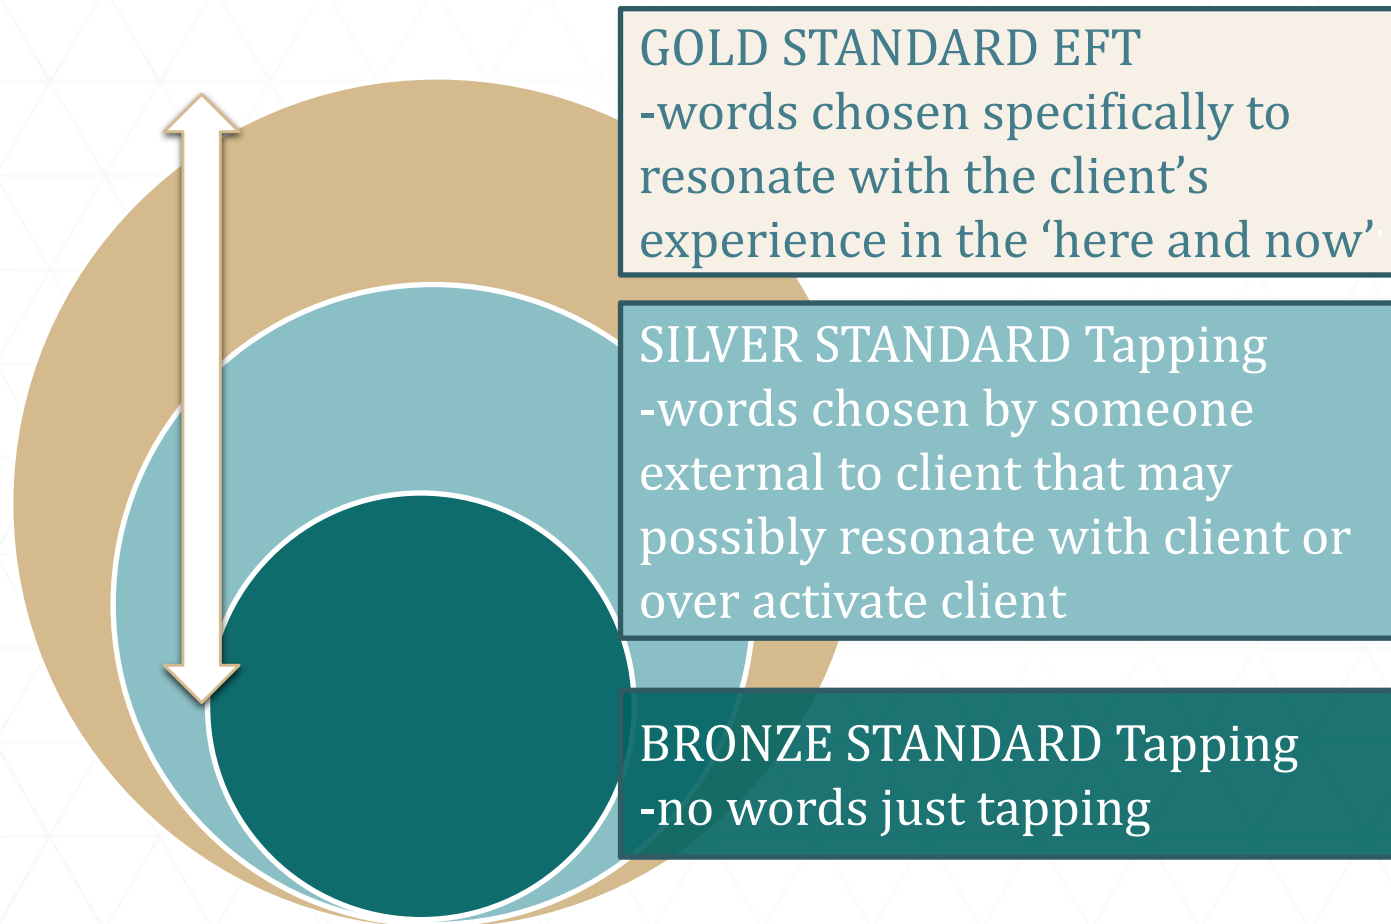 GOLD STANDARD EFT
-words chosen specifically to
resonate with the client’s
experience in the ‘here and now’
SILVER STANDARD Tapping
-words chosen by someone
external to client that may
possibly resonate with client or
over activate client
BRONZE STANDARD Tapping
-no words just tapping